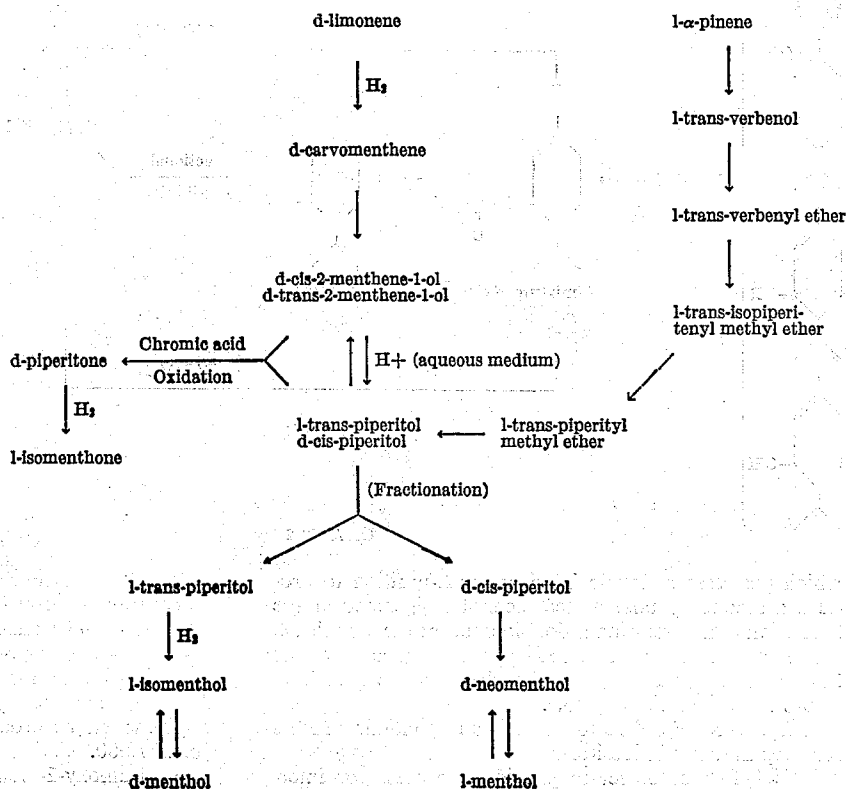 d-limonene
l-α-pinene
H₂
l-trans-verbenol
d-carvomenthene
l-trans-verbenyl ether
d-cis-2-menthene-1-ol
d-trans-2-menthene-1-ol
l-trans-isopiperi-
tenyl methyl ether
Chromic acid
d-piperitone
Oxidation
H+ (aqueous medium)
H₂
l-trans-piperitol
d-cis-piperitol
l-trans-piperityl
methyl ether
l-isomenthone
(Fractionation)
l-trans-piperitol
d-cis-piperitol
H₂
l-isomenthol
d-neomenthol
d-menthol
l-menthol